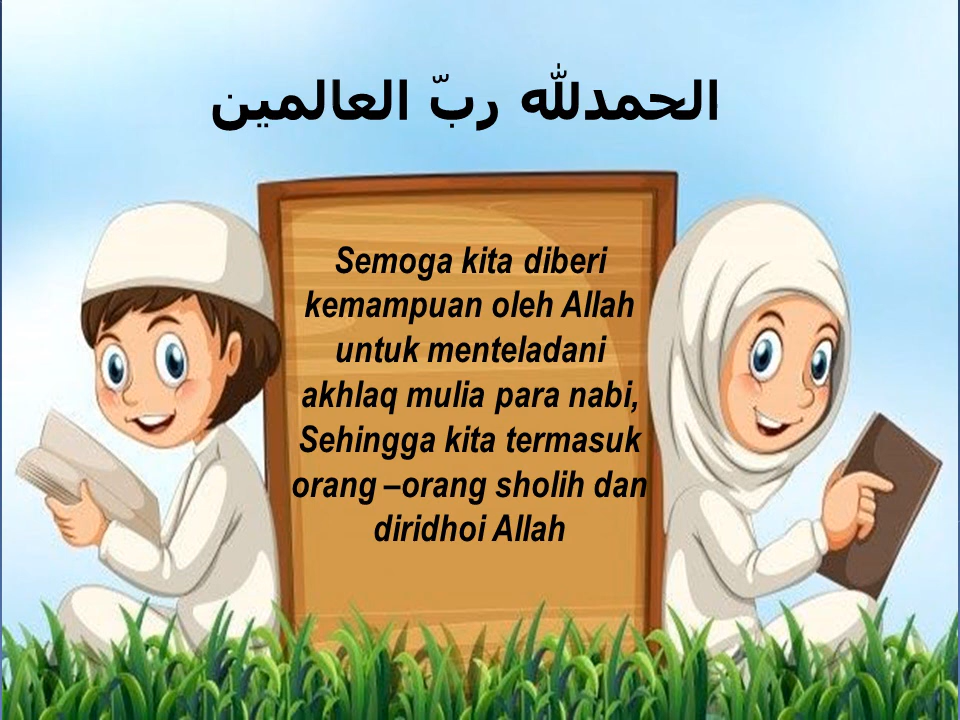 الحمدلله ربّ العالمين
Semoga kita diberi
kemampuan oleh Allah
untuk menteladani
akhlaq mulia para nabi,
Sehingga kita termasuk
orang –orang sholih dan
diridhoi Allah